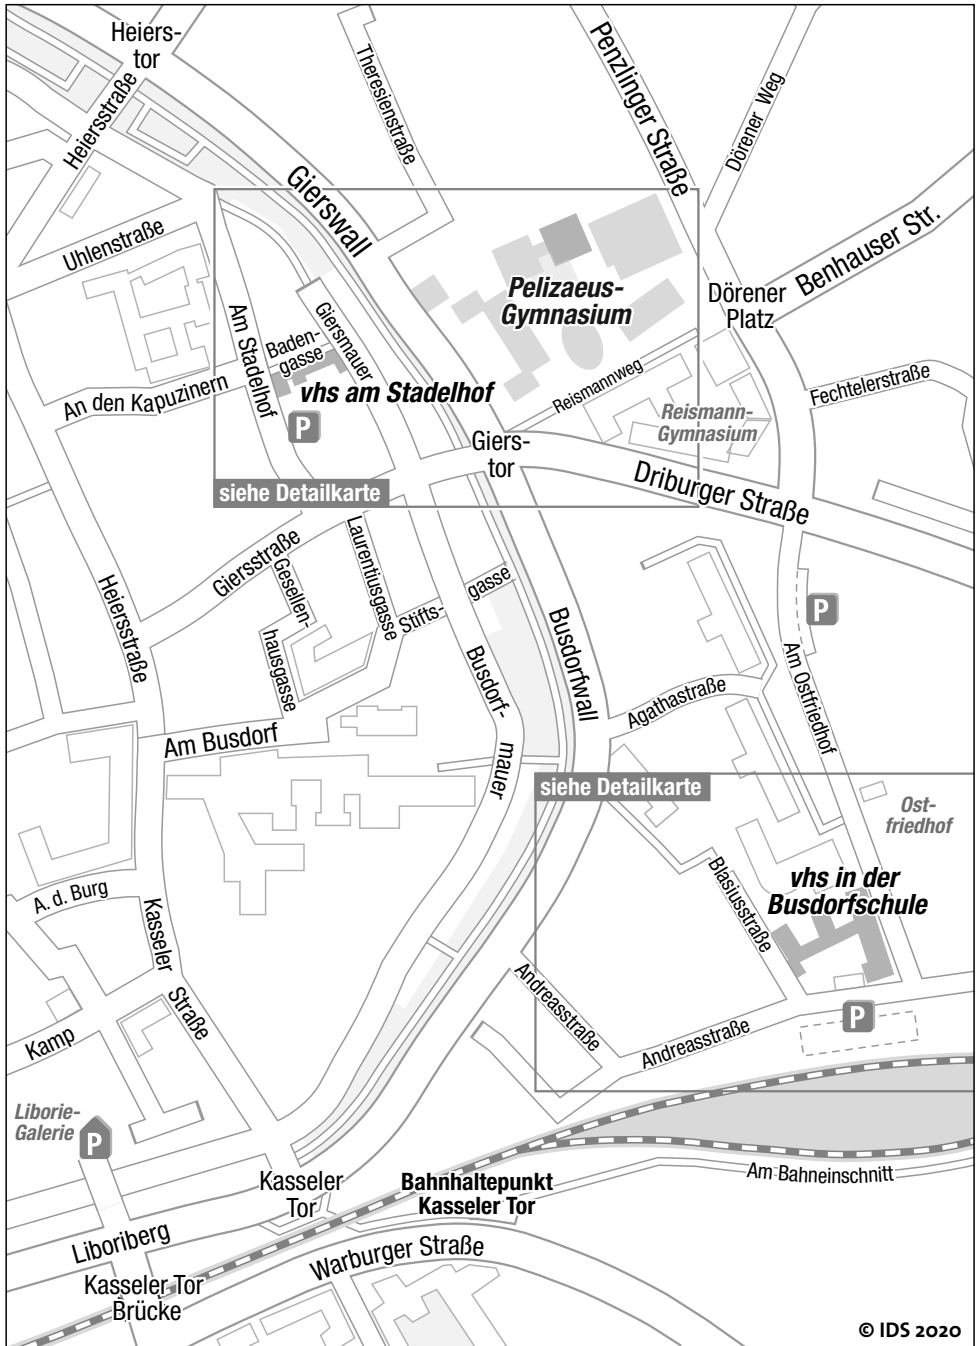 Heiers-
tor
Heiersstraße
Theresienstraße
Penzlinger Straße
Dörener Weg
Gierswall
Uhlenstraße
Benhauser Str.
Pelizaeus-
Gymnasium
Dörener
Platz
Am Stadelhof
Giersmauer
Baden-
gasse
An den Kapuzinern
vhs am Stadelhof
P
Reismannweg
Reismann-
Gymnasium
Fechtelerstraße
Giers-
tor
siehe Detailkarte
Driburger Straße
Giersstraße
Laurentiusgasse
Gesellen-
hausgasse
Stifts-
gasse
Heiersstraße
Busdorfwall
P
Am Ostfriedhof
Agathastraße
Busdorf-
mauer
Am Busdorf
siehe Detailkarte
Ost-
friedhof
Blasiusstraße
vhs in der
Busdorfschule
A. d. Burg
Kasseler
Straße
Andreasstraße
P
Andreasstraße
Kamp
Liborie-
Galerie
P
Kasseler
Tor
Bahnhaltepunkt
Kasseler Tor
Am Bahneinschnitt
Liboriberg
Warburger Straße
Kasseler Tor
Brücke
© IDS 2020